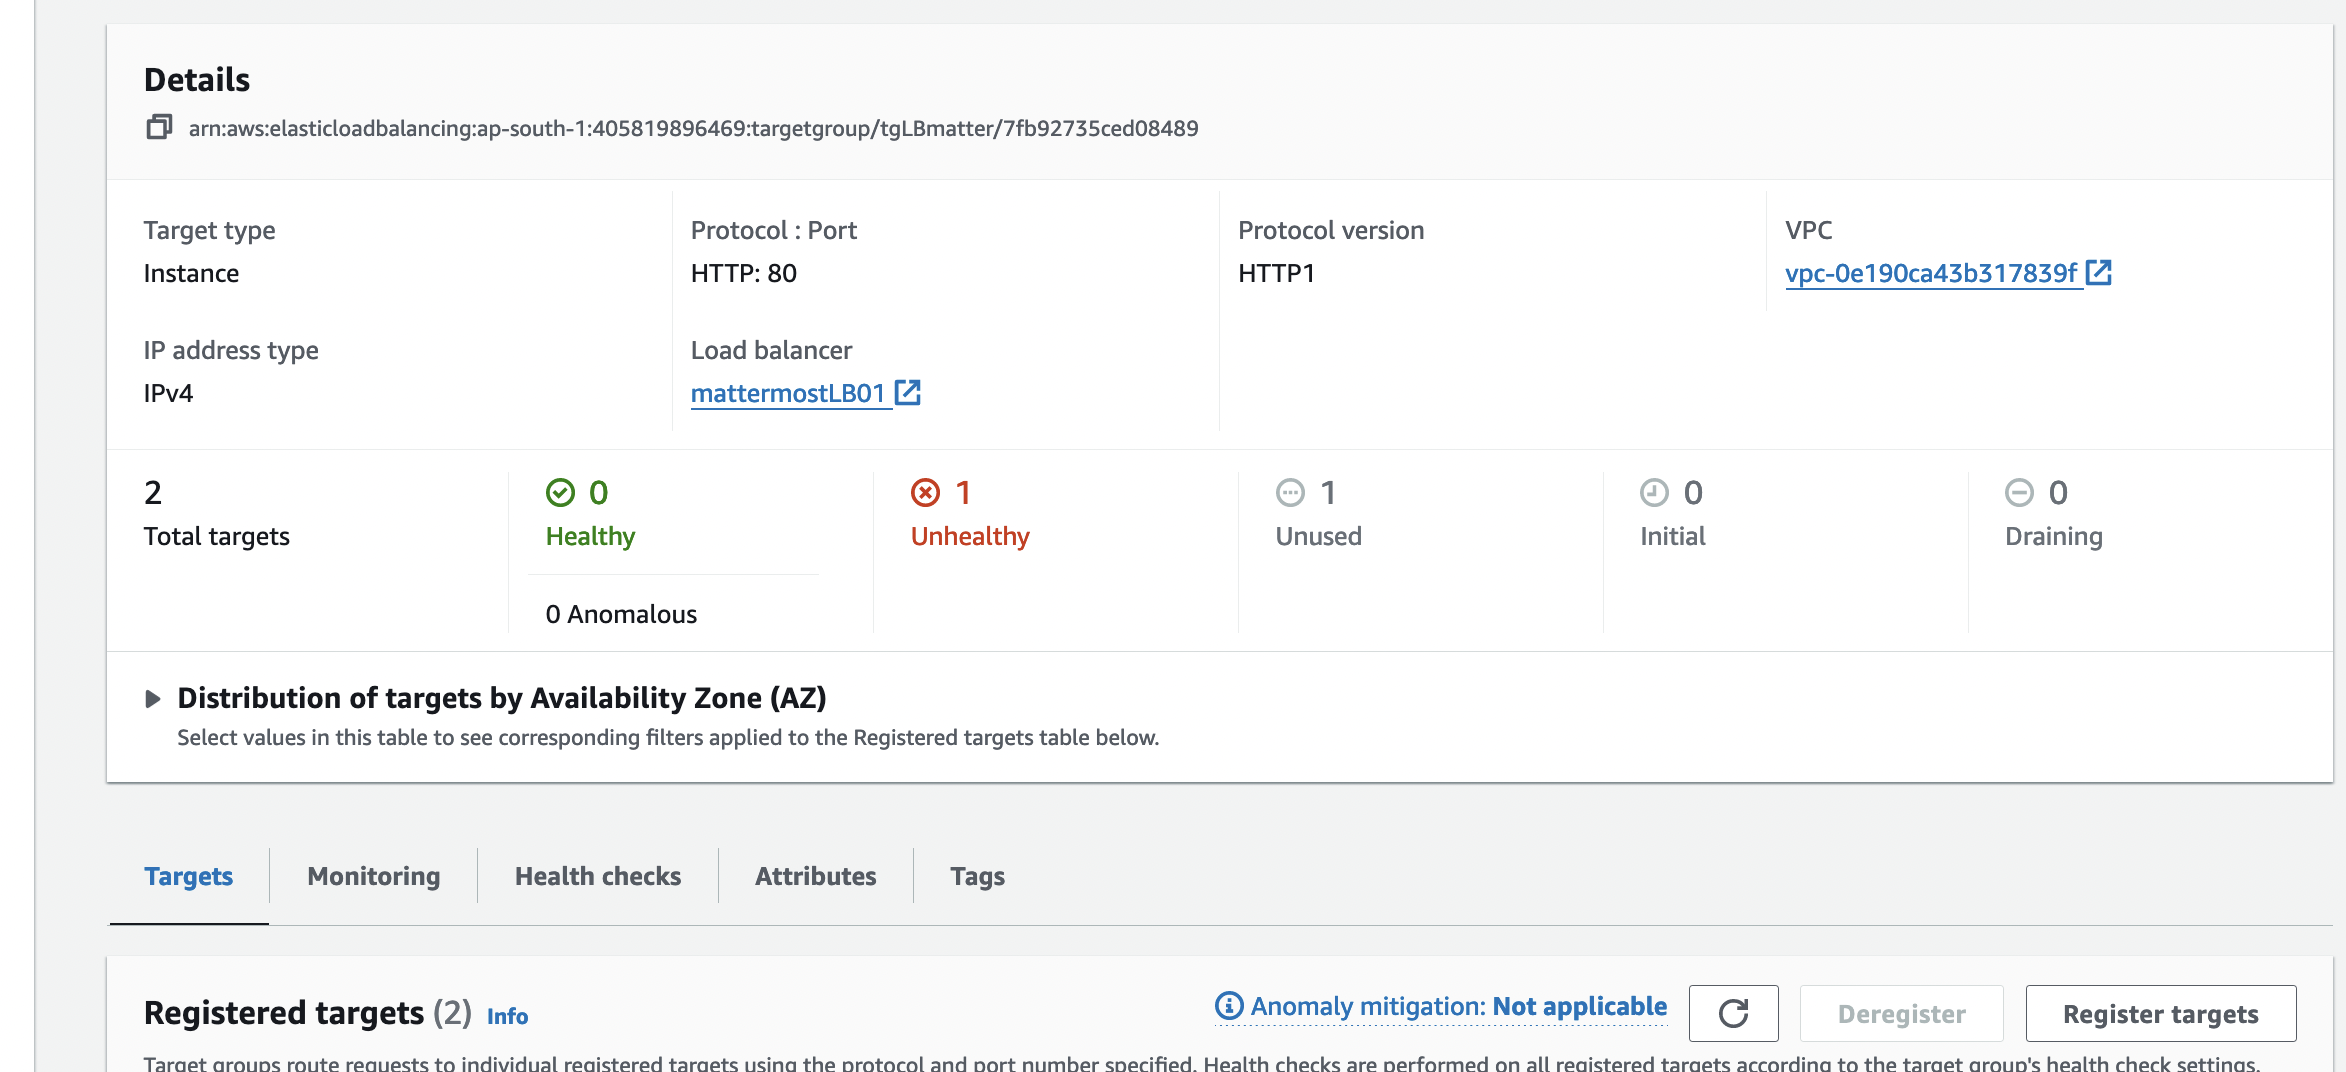 Details
arn:aws:elasticloadbalancing:ap-south-1:405819896469:targetgroup/tgLBmatter/7fb92735ced08489
Target type
Instance
Protocol : Port
HTTP: 80
Protocol version
HTTP1
VPC
vpc-0e190ca43b317839f
IP address type
IPv4
Load balancer
mattermostLB01
2
Total targets
0
Healthy
0 Anomalous
1
Unhealthy
1
Unused
0
Initial
0
Draining
Distribution of targets by Availability Zone (AZ)
Select values in this table to see corresponding filters applied to the Registered targets table below.
Targets
Monitoring
Health checks
Attributes
Tags
Registered targets (2) Info
Anomaly mitigation: Not applicable
Deregister
Register targets
Target groups route requests to individual registered targets using the protocol and port number specified. Health checks are performed on all registered targets according to the target group's health check settings.